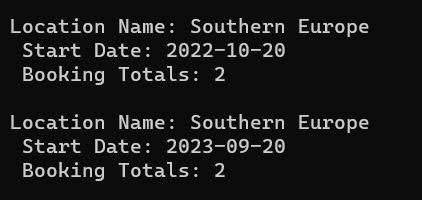 Location Name: Southern Europe
Start Date: 2022-10-20
Booking Totals: 2
Location Name: Southern Europe
Start Date: 2023-09-20
Booking Totals: 2